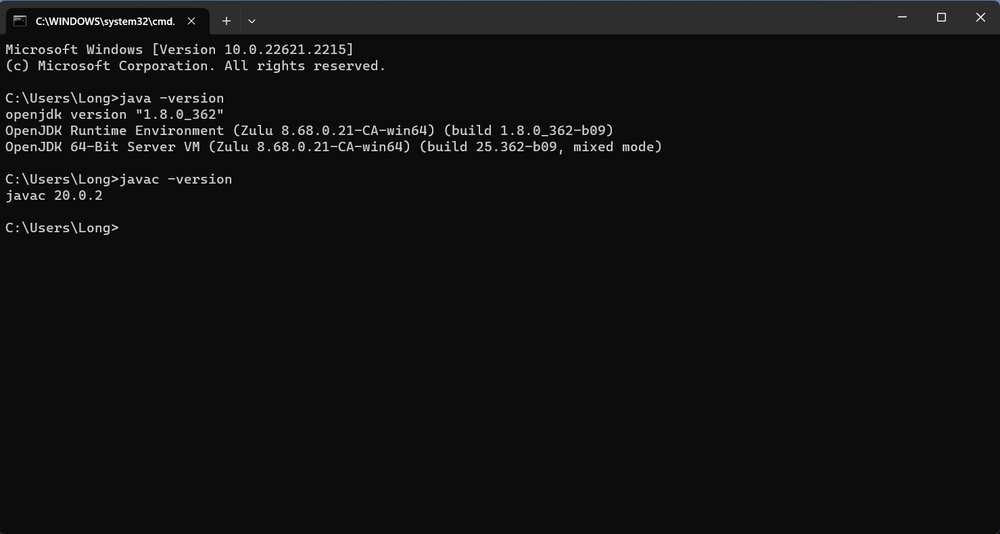 C:\WINDOWS\system32\cmd.
Microsoft Windows [Version 10.0.22621.2215]
(c) Microsoft Corporation. All rights reserved.
C:\Users\Long>java -version
openjdk version "1.8.0_362"
OpenJDK Runtime Environment (Zulu 8.68.0.21-CA-win64) (build 1.8.0_362-b09)
OpenJDK 64-Bit Server VM (Zulu 8.68.0.21-CA-win64) (build 25.362-b09, mixed mode)
C:\Users\Long>javac -version
javac 20.0.2
C:\Users\Long>